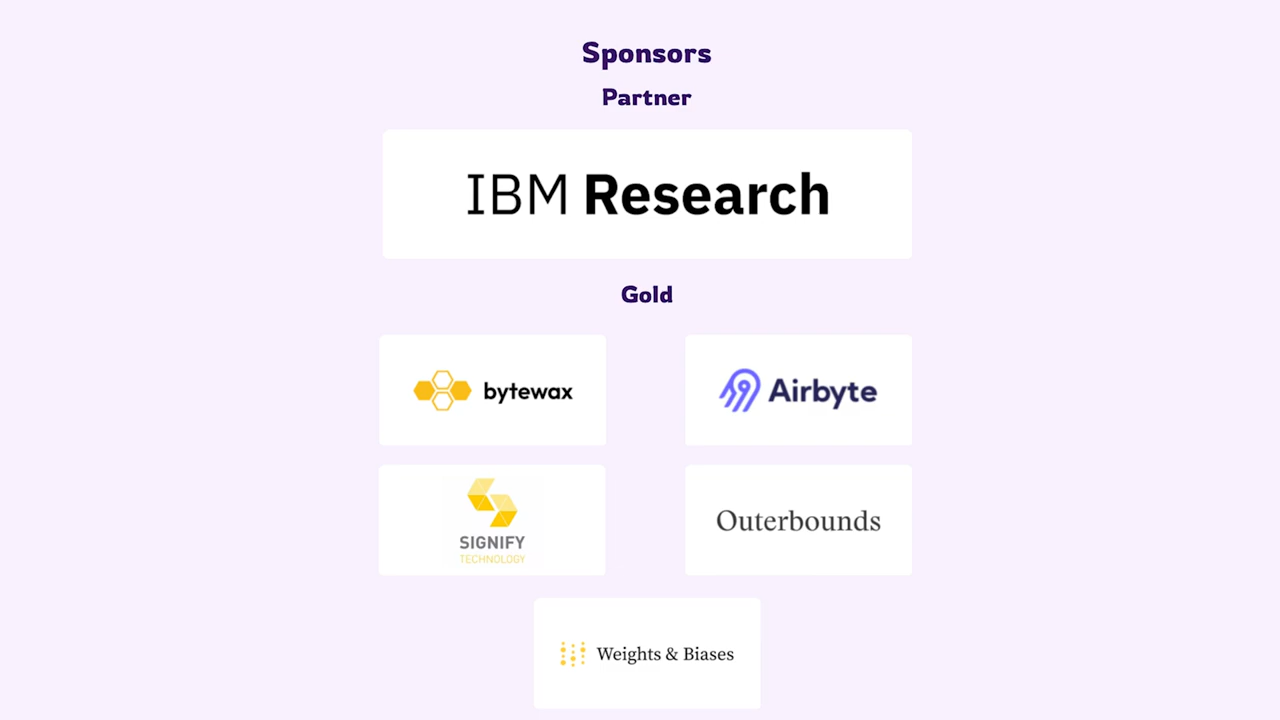 Sponsors
Partner
IBM Research
Gold
bytewax
Airbyte
SIGNIFY
TECHNOLOGY
Outerbounds
Weights & Biases